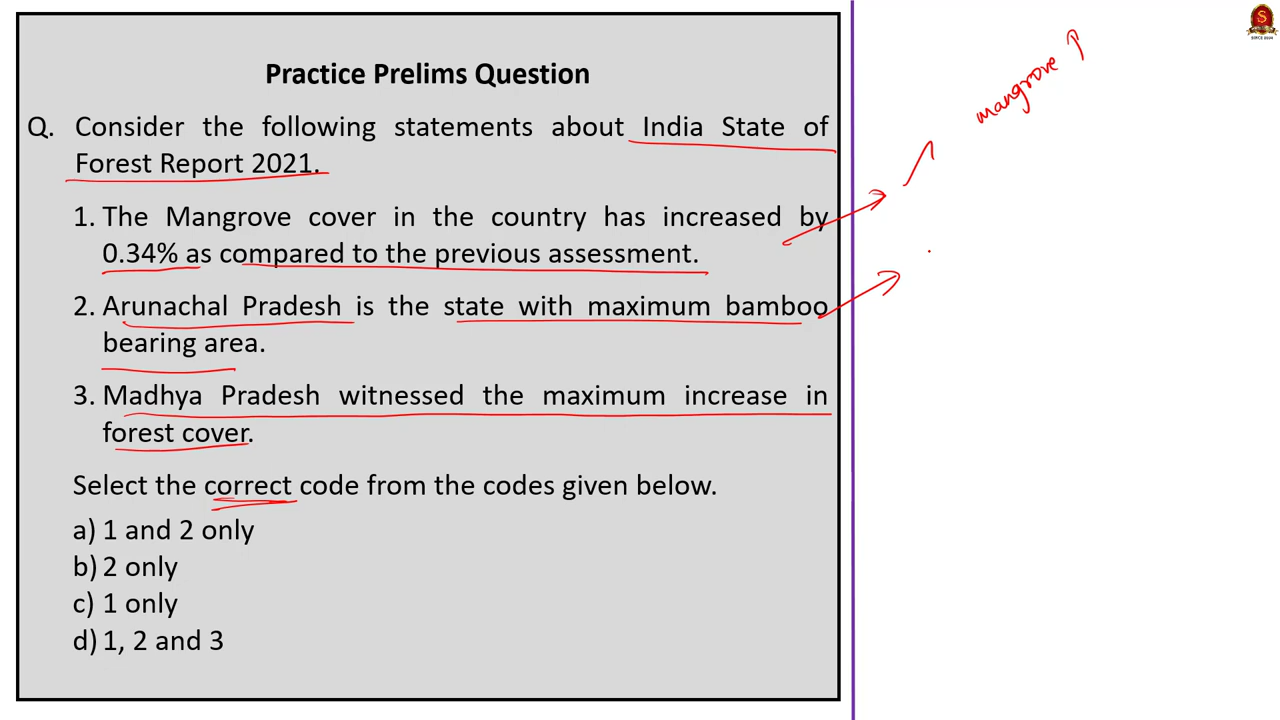 Practice Prelims Question
Q. Consider the following statements about India State of
Forest Report 2021.
1. The Mangrove cover in the country has increased by
0.34% as compared to the previous assessment.
2. Arunachal Pradesh is the state with maximum bamboo
bearing area.
3. Madhya Pradesh witnessed the maximum increase in
forest cover.
Select the correct code from the codes given below.
a) 1 and 2 only
b) 2 only
c) 1 only
d) 1, 2 and 3
mangrove ↑
S
SINCE 2004